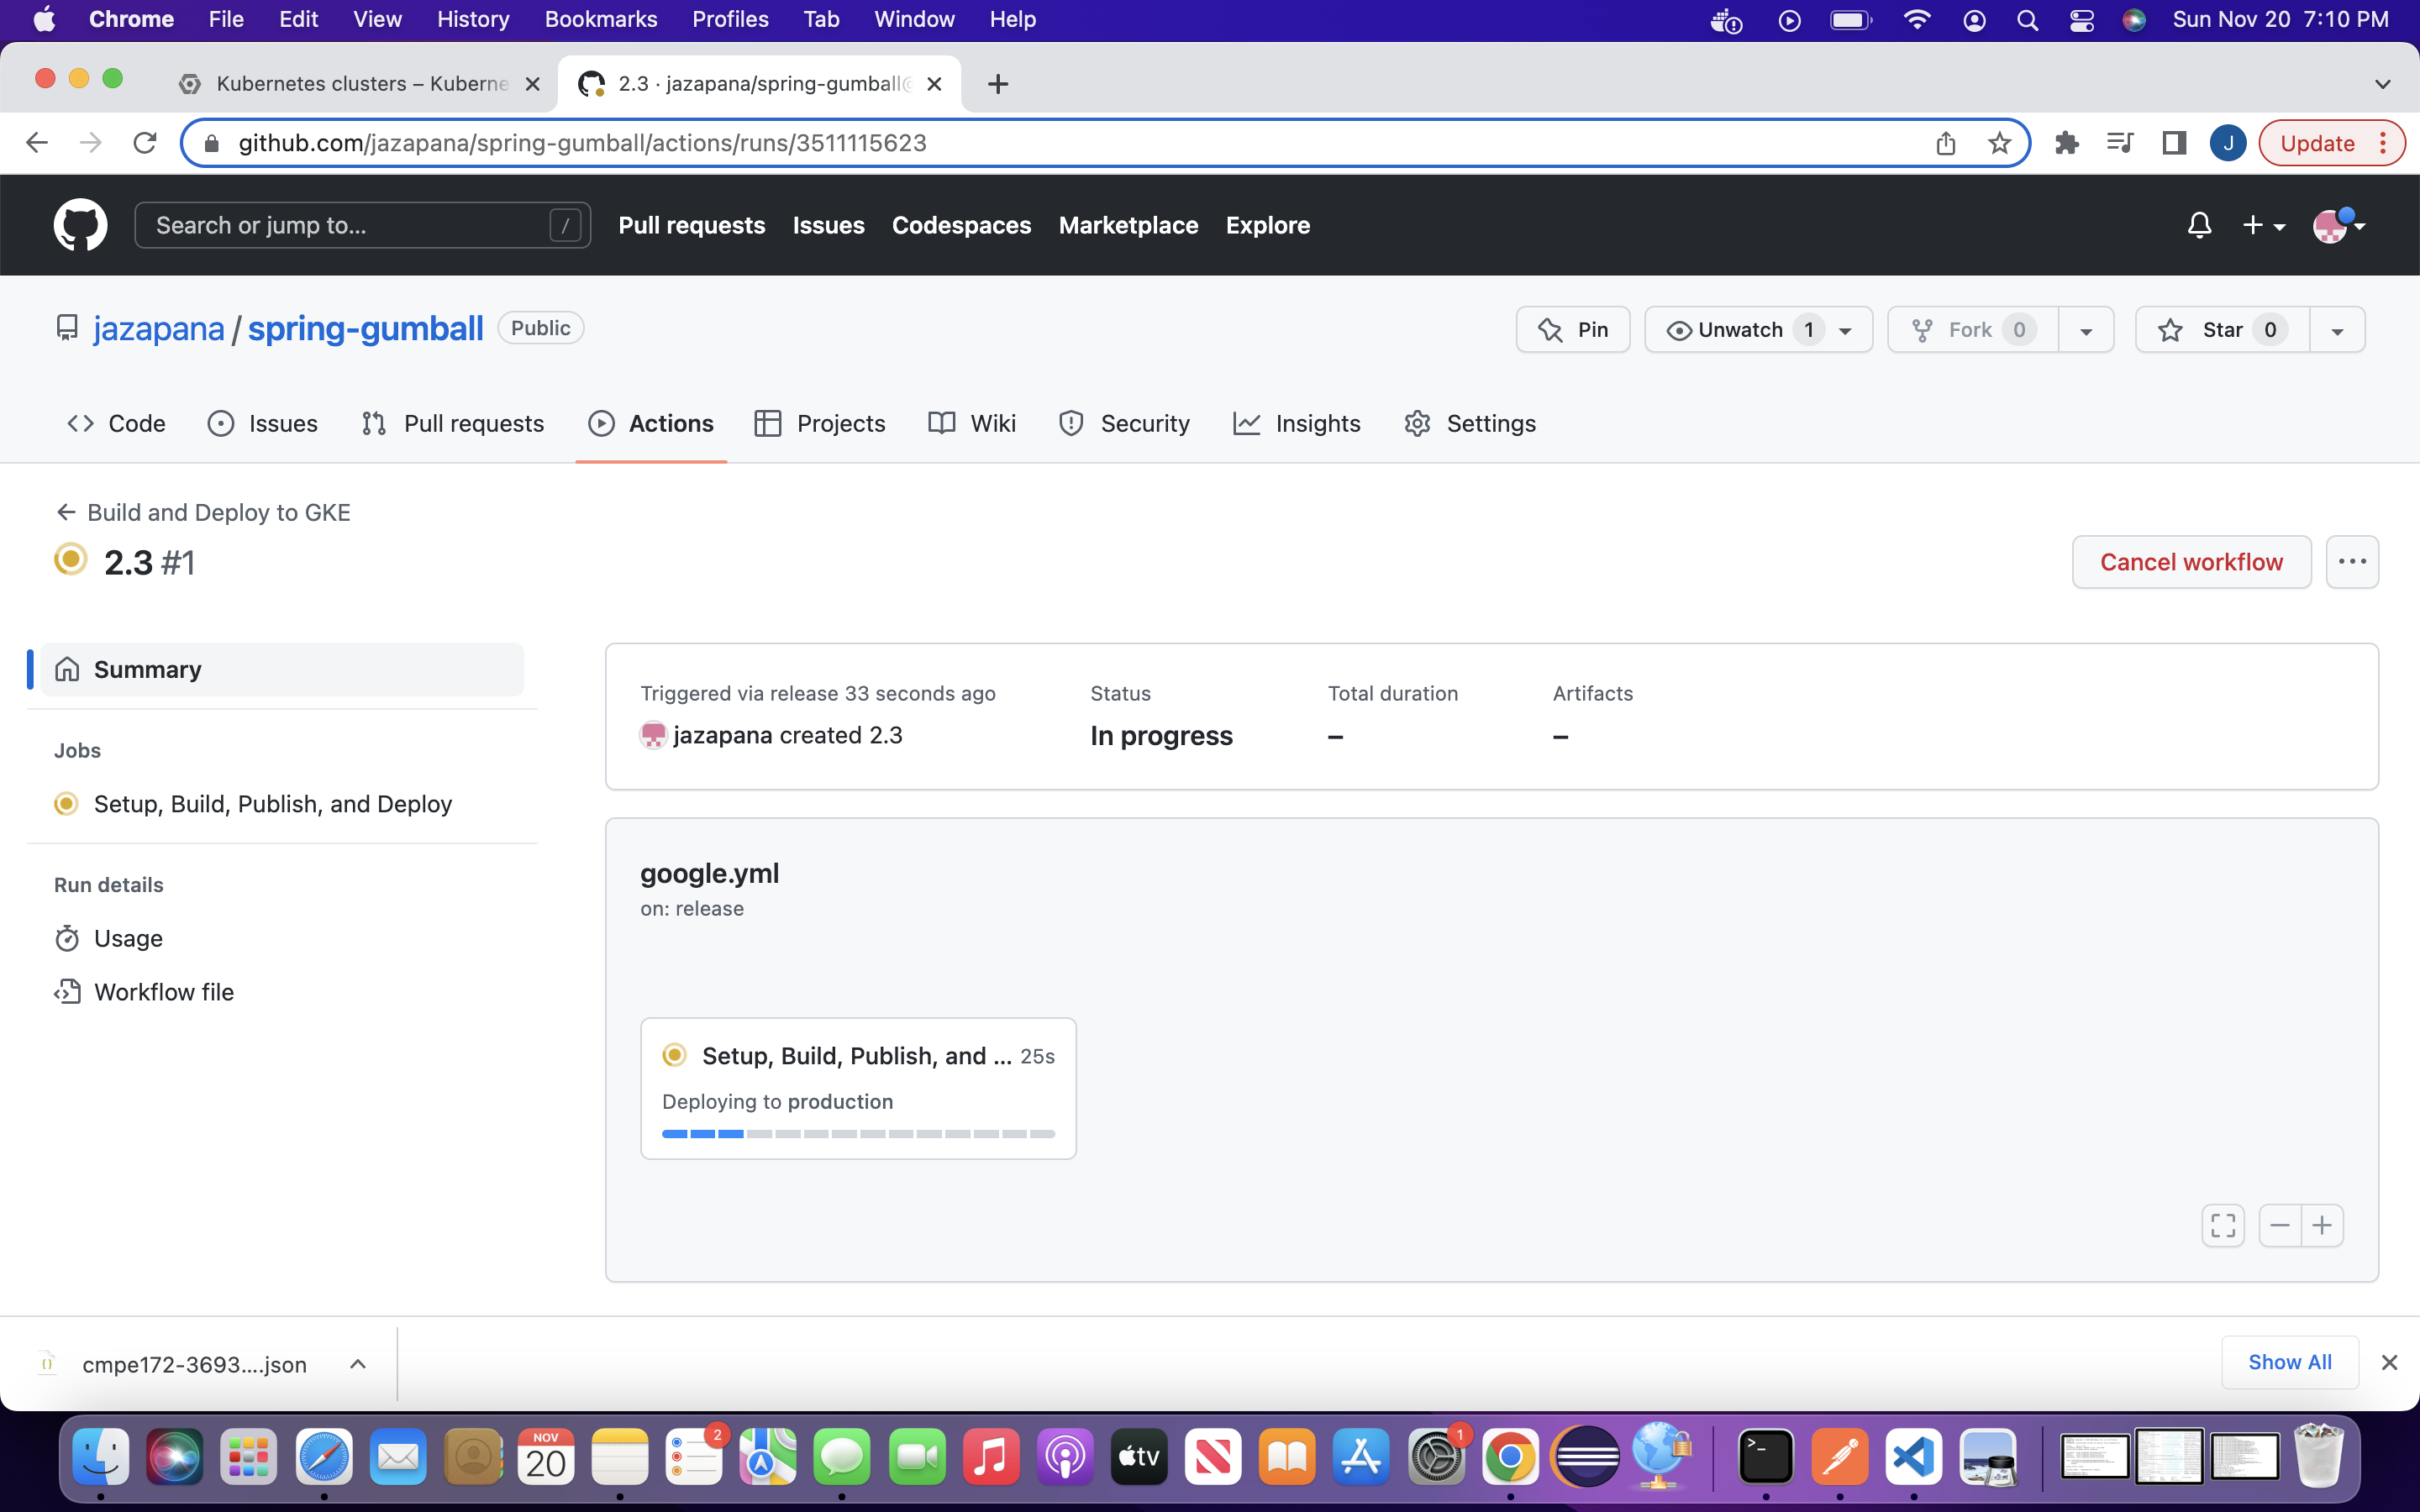 Chrome File Edit View History Bookmarks Profiles Tab Window Help Sun Nov 20 7:10 PM
Kubernetes clusters – Kuberne 2.3 · jazapana/spring-gumball@
github.com/jazapana/spring-gumball/actions/runs/3511115623 J Update
Search or jump to... / Pull requests Issues Codespaces Marketplace Explore
jazapana / spring-gumball Public Pin Unwatch 1 Fork 0 Star 0
Code Issues Pull requests Actions Projects Wiki Security Insights Settings
Build and Deploy to GKE
2.3 #1 Cancel workflow
Summary
Triggered via release 33 seconds ago Status Total duration Artifacts
jazapana created 2.3 In progress – –
Jobs
Setup, Build, Publish, and Deploy
Run details
Usage
Workflow file
google.yml
on: release
Setup, Build, Publish, and ... 25s
Deploying to production
cmpe172-3693....json Show All
NOV
20
2
tv
1